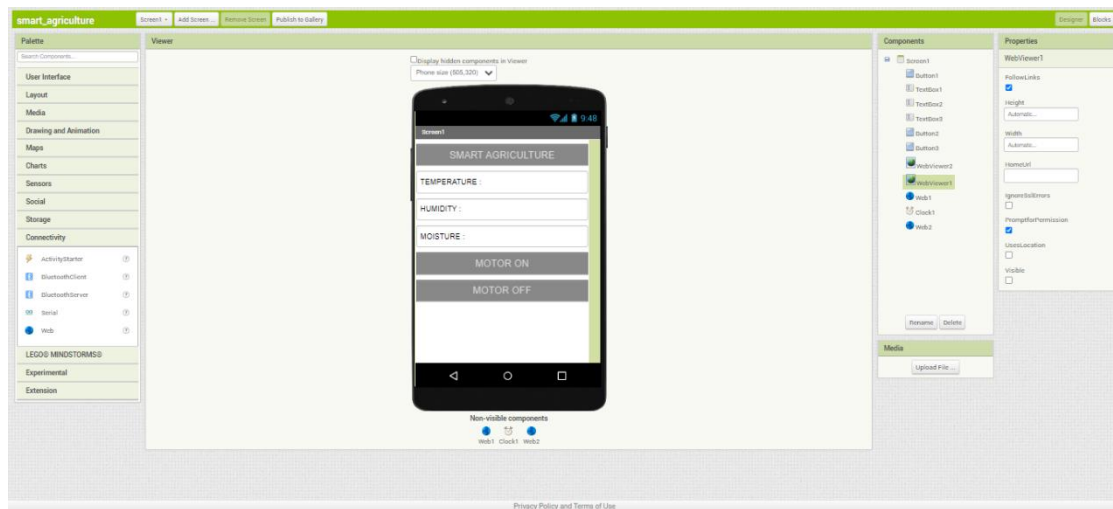 smart_agriculture
Screen1
Add Screen ...
Remove Screen
Publish to Gallery
Designer
Blocks
Palette
Search Components...
User Interface
Layout
Media
Drawing and Animation
Maps
Charts
Sensors
Social
Storage
Connectivity
ActivityStarter
BluetoothClient
BluetoothServer
Serial
Web
LEGO® MINDSTORMS®
Experimental
Extension
Viewer
Display hidden components in Viewer
Phone size (505,320)
9:48
Screen1
SMART AGRICULTURE
TEMPERATURE :
HUMIDITY :
MOISTURE :
MOTOR ON
MOTOR OFF
Non-visible components
Web1 Clock1 Web2
Components
Screen1
Button1
TextBox1
TextBox2
TextBox3
Button2
Button3
WebViewer2
WebViewer1
Web1
Clock1
Web2
Rename
Delete
Media
Upload File ...
Properties
WebViewer1
FollowLinks
Height
Automatic...
Width
Automatic...
HomeUrl
IgnoreSslErrors
PromptforPermission
UsesLocation
Visible
Privacy Policy and Terms of Use